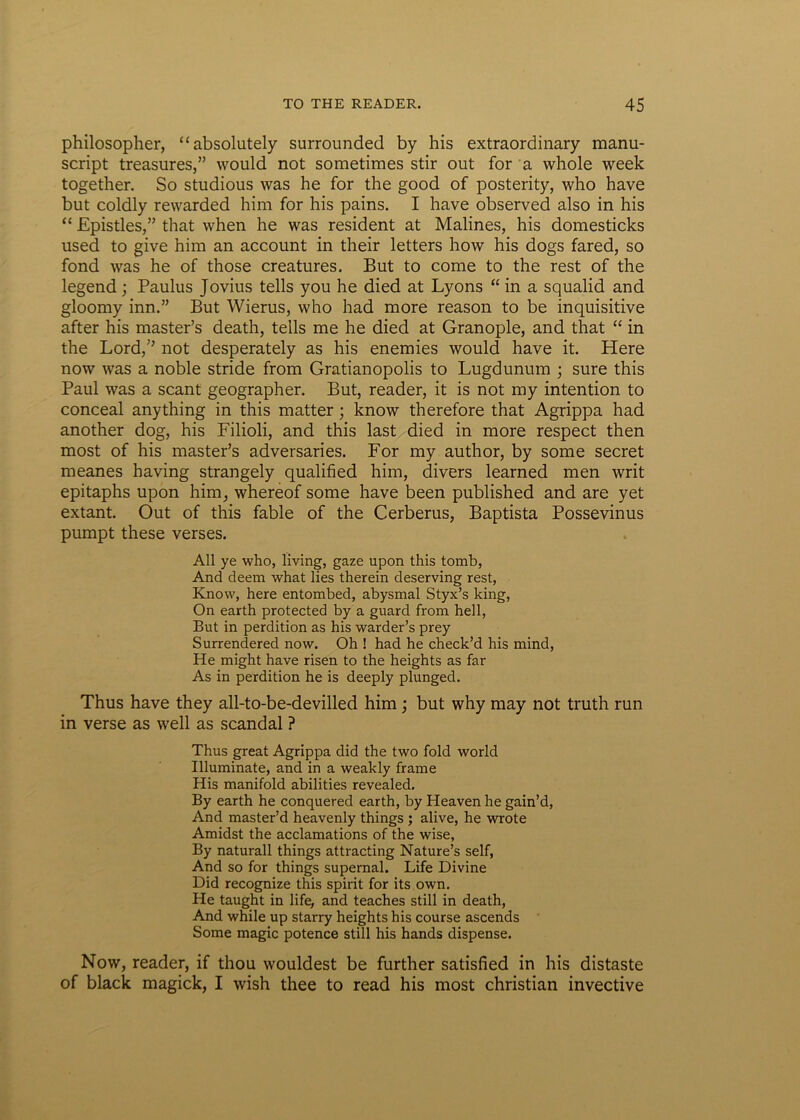 TO THE READER. 45
philosopher, “absolutely surrounded by his extraordinary manu-
script treasures,” would not sometimes stir out for a whole week
together. So studious was he for the good of posterity, who have
but coldly rewarded him for his pains. I have observed also in his
“ Epistles,” that when he was resident at Malines, his domesticks
used to give him an account in their letters how his dogs fared, so
fond was he of those creatures. But to come to the rest of the
legend ; Paulus Jovius tells you he died at Lyons “ in a squalid and
gloomy inn.” But Wierus, who had more reason to be inquisitive
after his master’s death, tells me he died at Granople, and that “ in
the Lord,” not desperately as his enemies would have it. Here
now was a noble stride from Gratianopolis to Lugdunum ; sure this
Paul was a scant geographer. But, reader, it is not my intention to
conceal anything in this matter ; know therefore that Agrippa had
another dog, his Filioli, and this last died in more respect then
most of his master’s adversaries. For my author, by some secret
meanes having strangely qualified him, divers learned men writ
epitaphs upon him, whereof some have been published and are yet
extant. Out of this fable of the Cerberus, Baptista Possevinus
pumpt these verses.
All ye who, living, gaze upon this tomb,
And deem what lies therein deserving rest,
Know, here entombed, abysmal Styx’s king,
On earth protected by a guard from hell,
But in perdition as his warder’s prey
Surrendered now. Oh ! had he check’d his mind,
He might have risen to the heights as far
As in perdition he is deeply plunged.
Thus have they all-to-be-devilled him ; but why may not truth run
in verse as well as scandal ?
Thus great Agrippa did the two fold world
Illuminate, and in a weakly frame
His manifold abilities revealed.
By earth he conquered earth, by Heaven he gain’d,
And master’d heavenly things ; alive, he wrote
Amidst the acclamations of the wise,
By naturall things attracting Nature’s self,
And so for things supernal. Life Divine
Did recognize this spirit for its own.
He taught in life, and teaches still in death,
And while up starry heights his course ascends
Some magic potence still his hands dispense.
Now, reader, if thou wouldest be further satisfied in his distaste
of black magick, I wish thee to read his most christian invective